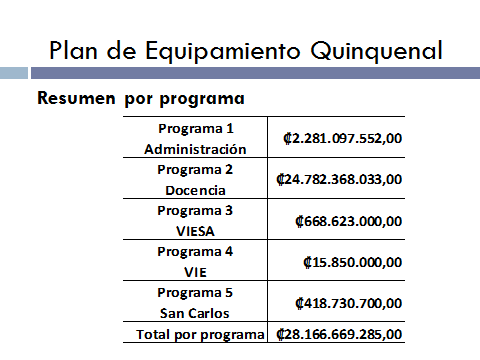 Plan de Equipamiento Quinquenal
Resumen por programa
Programa 1
Administración
₡2.281.097.552,00
Programa 2
Docencia
₡24.782.368.033,00
Programa 3
VIESA
₡668.623.000,00
Programa 4
VIE
₡15.850.000,00
Programa 5
San Carlos
₡418.730.700,00
Total por programa ₡28.166.669.285,00